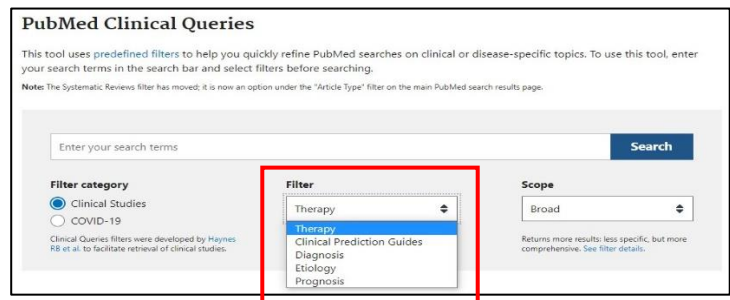 PubMed Clinical Queries
This tool uses predefined filters to help you quickly refine PubMed searches on clinical or disease-specific topics. To use this tool, enter
your search terms in the search bar and select filters before searching.
Note: The Systematic Reviews filter has moved; it is now an option under the "Article Type" filter on the main PubMed search results page.
Enter your search terms
Search
Filter category
Filter
Scope
Clinical Studies
COVID-19
Therapy
Broad
Clinical Queries filters were developed by Haynes
RB et al. to facilitate retrieval of clinical studies.
Therapy
Clinical Prediction Guides
Diagnosis
Etiology
Prognosis
Returns more results: less specific, but more
comprehensive. See filter details.